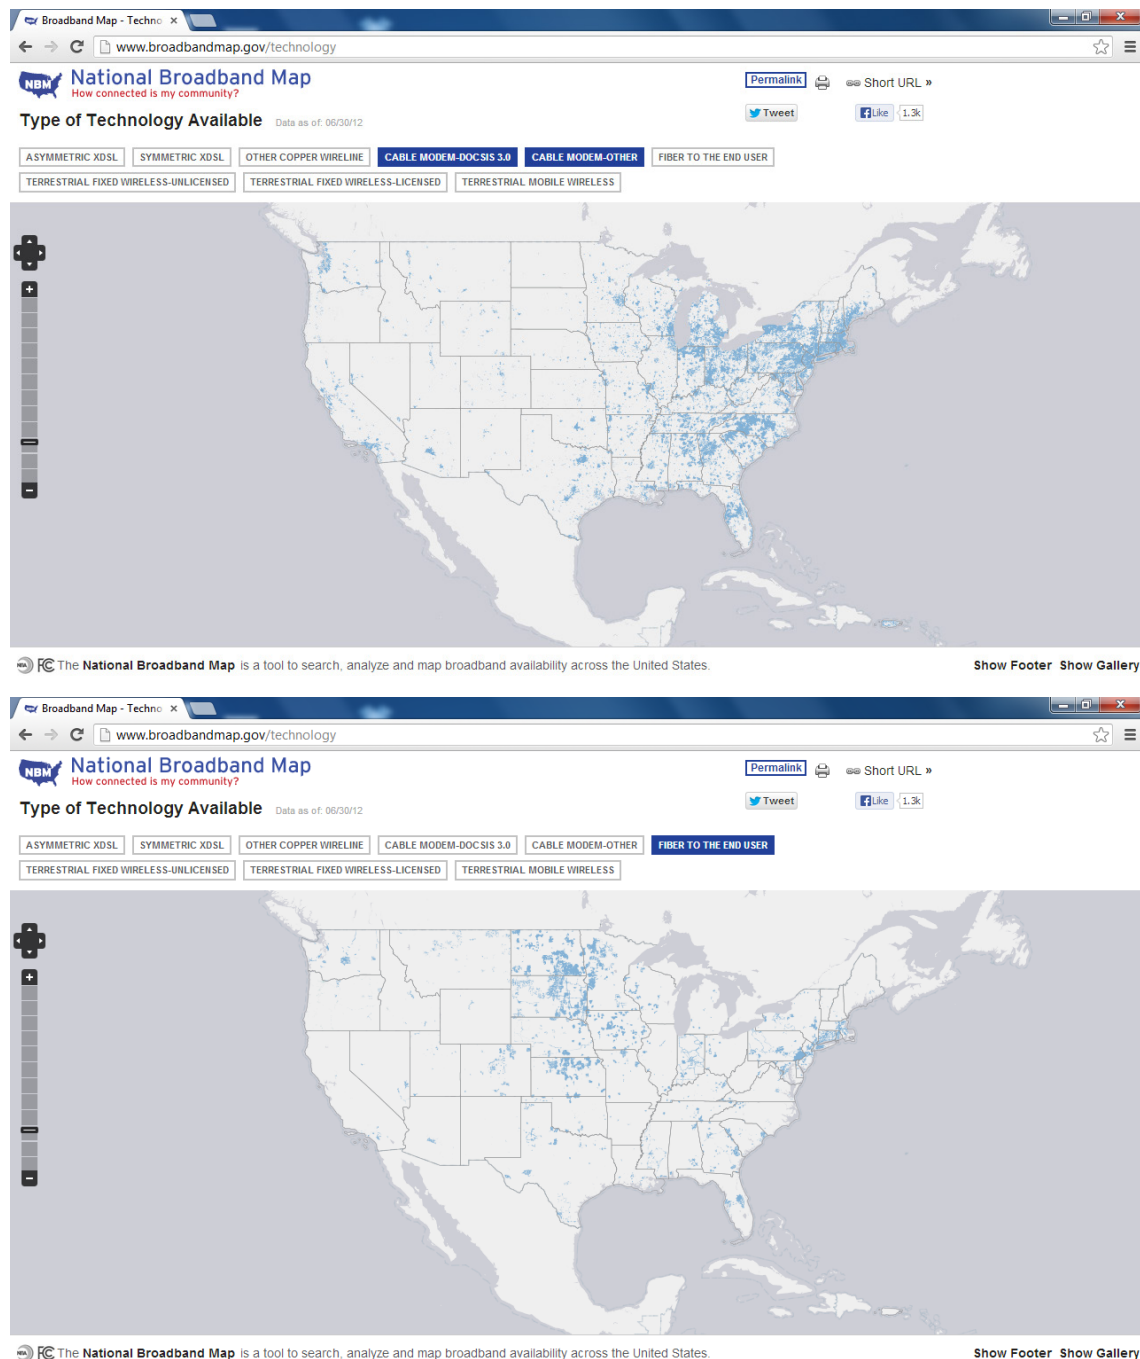 Broadband Map - Techno ×
www.broadbandmap.gov/technology
NBM National Broadband Map
How connected is my community?
Permalink Short URL »
Type of Technology Available Data as of: 06/30/12
Tweet Like 1.3k
ASYMMETRIC XDSL SYMMETRIC XDSL OTHER COPPER WIRELINE CABLE MODEM-DOCSIS 3.0 CABLE MODEM-OTHER FIBER TO THE END USER
TERRESTRIAL FIXED WIRELESS-UNLICENSED TERRESTRIAL FIXED WIRELESS-LICENSED TERRESTRIAL MOBILE WIRELESS
+
-
FC The National Broadband Map is a tool to search, analyze and map broadband availability across the United States. Show Footer Show Gallery
Broadband Map - Techno ×
www.broadbandmap.gov/technology
NBM National Broadband Map
How connected is my community?
Permalink Short URL »
Type of Technology Available Data as of: 06/30/12
Tweet Like 1.3k
ASYMMETRIC XDSL SYMMETRIC XDSL OTHER COPPER WIRELINE CABLE MODEM-DOCSIS 3.0 CABLE MODEM-OTHER FIBER TO THE END USER
TERRESTRIAL FIXED WIRELESS-UNLICENSED TERRESTRIAL FIXED WIRELESS-LICENSED TERRESTRIAL MOBILE WIRELESS
+
-
FC The National Broadband Map is a tool to search, analyze and map broadband availability across the United States. Show Footer Show Gallery